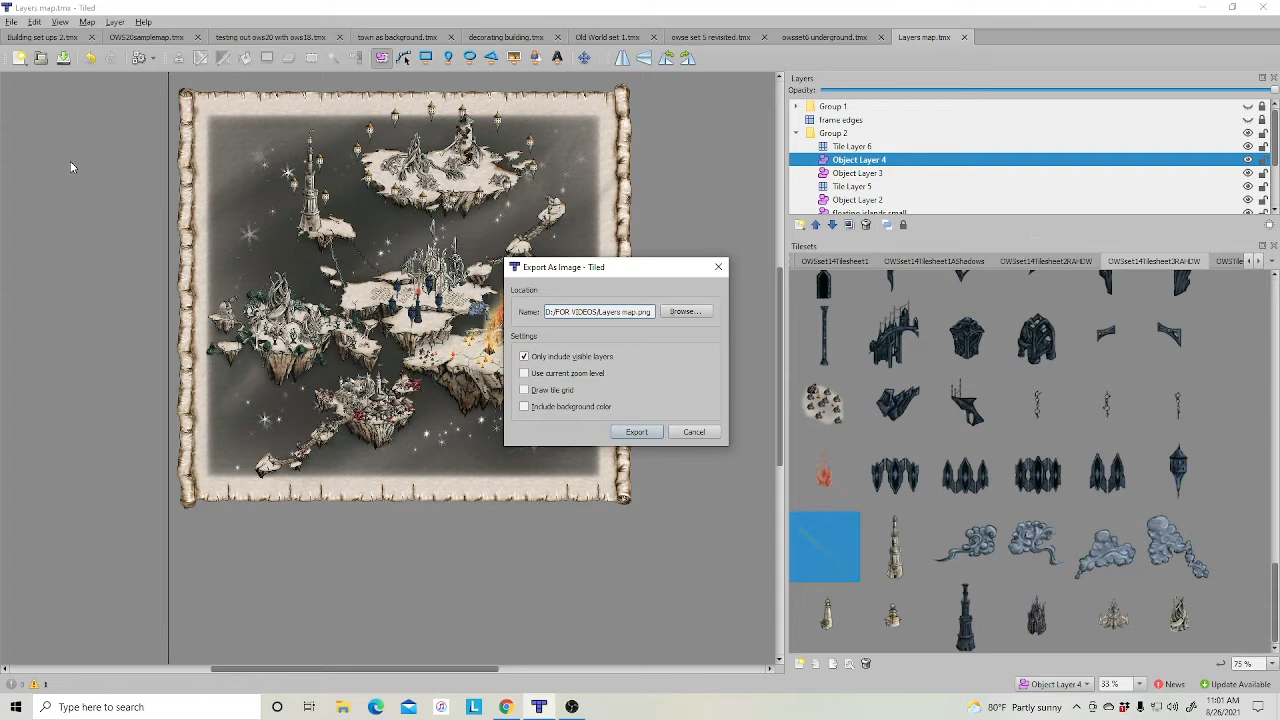 Layers map.tmx - Tiled
File Edit View Map Layer Help
Building set ups 2.tmx OWS20samplemap.tmx testing out ows20 with ows18.tmx town as background.tmx decorating building.tmx Old World set 1.tmx owse set 5 revisited.tmx owsset6 underground.tmx Layers map.tmx
Layers
Opacity:
Group 1
frame edges
Group 2
Tile Layer 6
Object Layer 4
Object Layer 3
Tile Layer 5
Object Layer 2
floating islands small
Tilesets
OWSset14Tilesheet1 OWSset14Tilesheet1AShadows OWSset14Tilesheet2RAHDW OWSset14Tilesheet3RAHDW
Export As Image - Tiled
Location
Name: D:/FOR VIDEOS/Layers map.png Browse...
Settings
Only include visible layers
Use current zoom level
Draw tile grid
Include background color
Export Cancel
75 %
0 1 Object Layer 4 33 % News Update Available
Type here to search
80°F Partly sunny
11:01 AM
8/26/2021